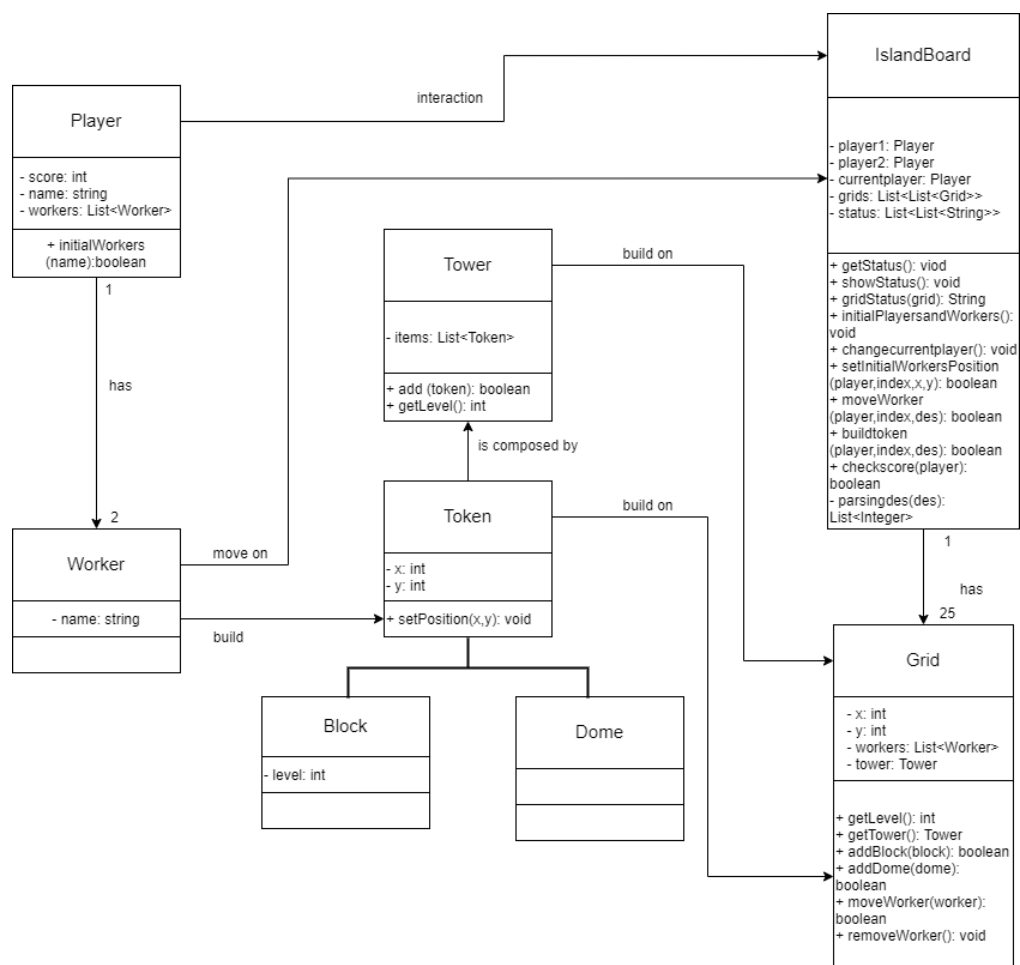 IslandBoard
- player1: Player
- player2: Player
- currentplayer: Player
- grids: List<List<Grid>>
- status: List<List<String>>
+ getStatus(): viod
+ showStatus(): void
+ gridStatus(grid): String
+ initialPlayersandWorkers():
void
+ changecurrentplayer(): void
+ setInitialWorkersPosition
(player,index,x,y): boolean
+ moveWorker
(player,index,des): boolean
+ buildtoken
(player,index,des): boolean
+ checkscore(player):
boolean
- parsingdes(des):
List<Integer>
interaction
Player
- score: int
- name: string
- workers: List<Worker>
+ initialWorkers
(name):boolean
1
has
2
Worker
- name: string
move on
build
Tower
- items: List<Token>
+ add (token): boolean
+ getLevel(): int
build on
is composed by
Token
- x: int
- y: int
+ setPosition(x,y): void
build on
Block
- level: int
Dome
1
has
25
Grid
- x: int
- y: int
- workers: List<Worker>
- tower: Tower
+ getLevel(): int
+ getTower(): Tower
+ addBlock(block): boolean
+ addDome(dome):
boolean
+ moveWorker(worker):
boolean
+ removeWorker(): void